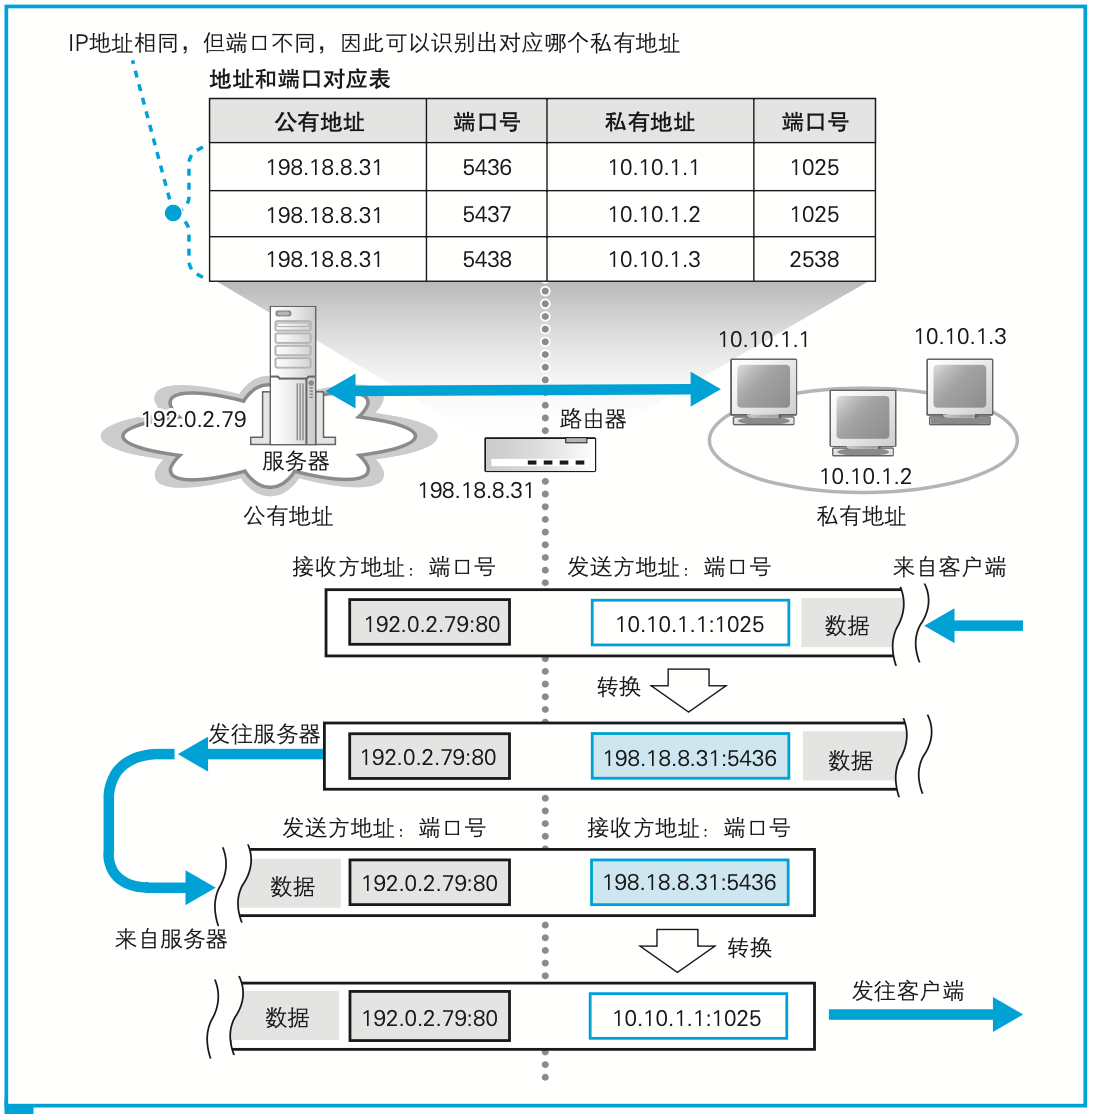 IP地址相同，但端口不同，因此可以识别出对应哪个私有地址
地址和端口对应表
公有地址 端口号 私有地址 端口号
198.18.8.31 5436 10.10.1.1 1025
198.18.8.31 5437 10.10.1.2 1025
198.18.8.31 5438 10.10.1.3 2538
10.10.1.1
10.10.1.3
192.0.2.79
路由器
服务器
10.10.1.2
198.18.8.31
公有地址
私有地址
接收方地址：端口号 发送方地址：端口号 来自客户端
192.0.2.79:80 10.10.1.1:1025 数据
转换
发往服务器
192.0.2.79:80 198.18.8.31:5436 数据
发送方地址：端口号 接收方地址：端口号
数据 192.0.2.79:80 198.18.8.31:5436
来自服务器
转换
发往客户端
数据 192.0.2.79:80 10.10.1.1:1025